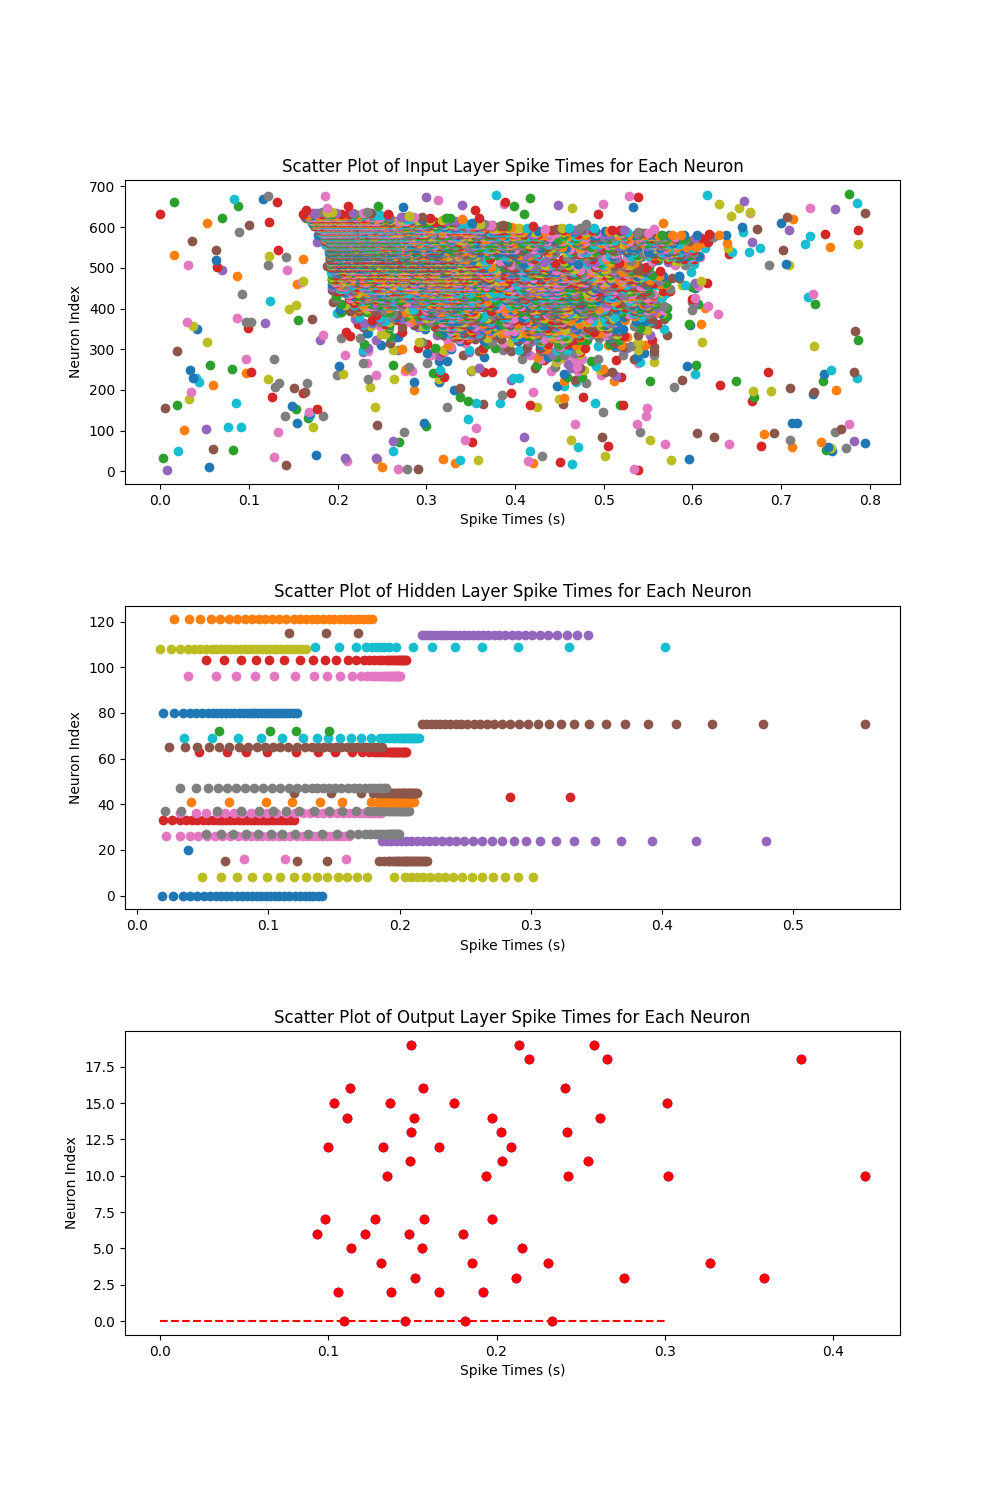 Scatter Plot of Input Layer Spike Times for Each Neuron
700
600
500
400
300
200
100
0
Neuron Index
0.0 0.1 0.2 0.3 0.4 0.5 0.6 0.7 0.8
Spike Times (s)
Scatter Plot of Hidden Layer Spike Times for Each Neuron
120
100
80
60
40
20
0
Neuron Index
0.0 0.1 0.2 0.3 0.4 0.5
Spike Times (s)
Scatter Plot of Output Layer Spike Times for Each Neuron
17.5
15.0
12.5
10.0
7.5
5.0
2.5
0.0
Neuron Index
0.0 0.1 0.2 0.3 0.4
Spike Times (s)